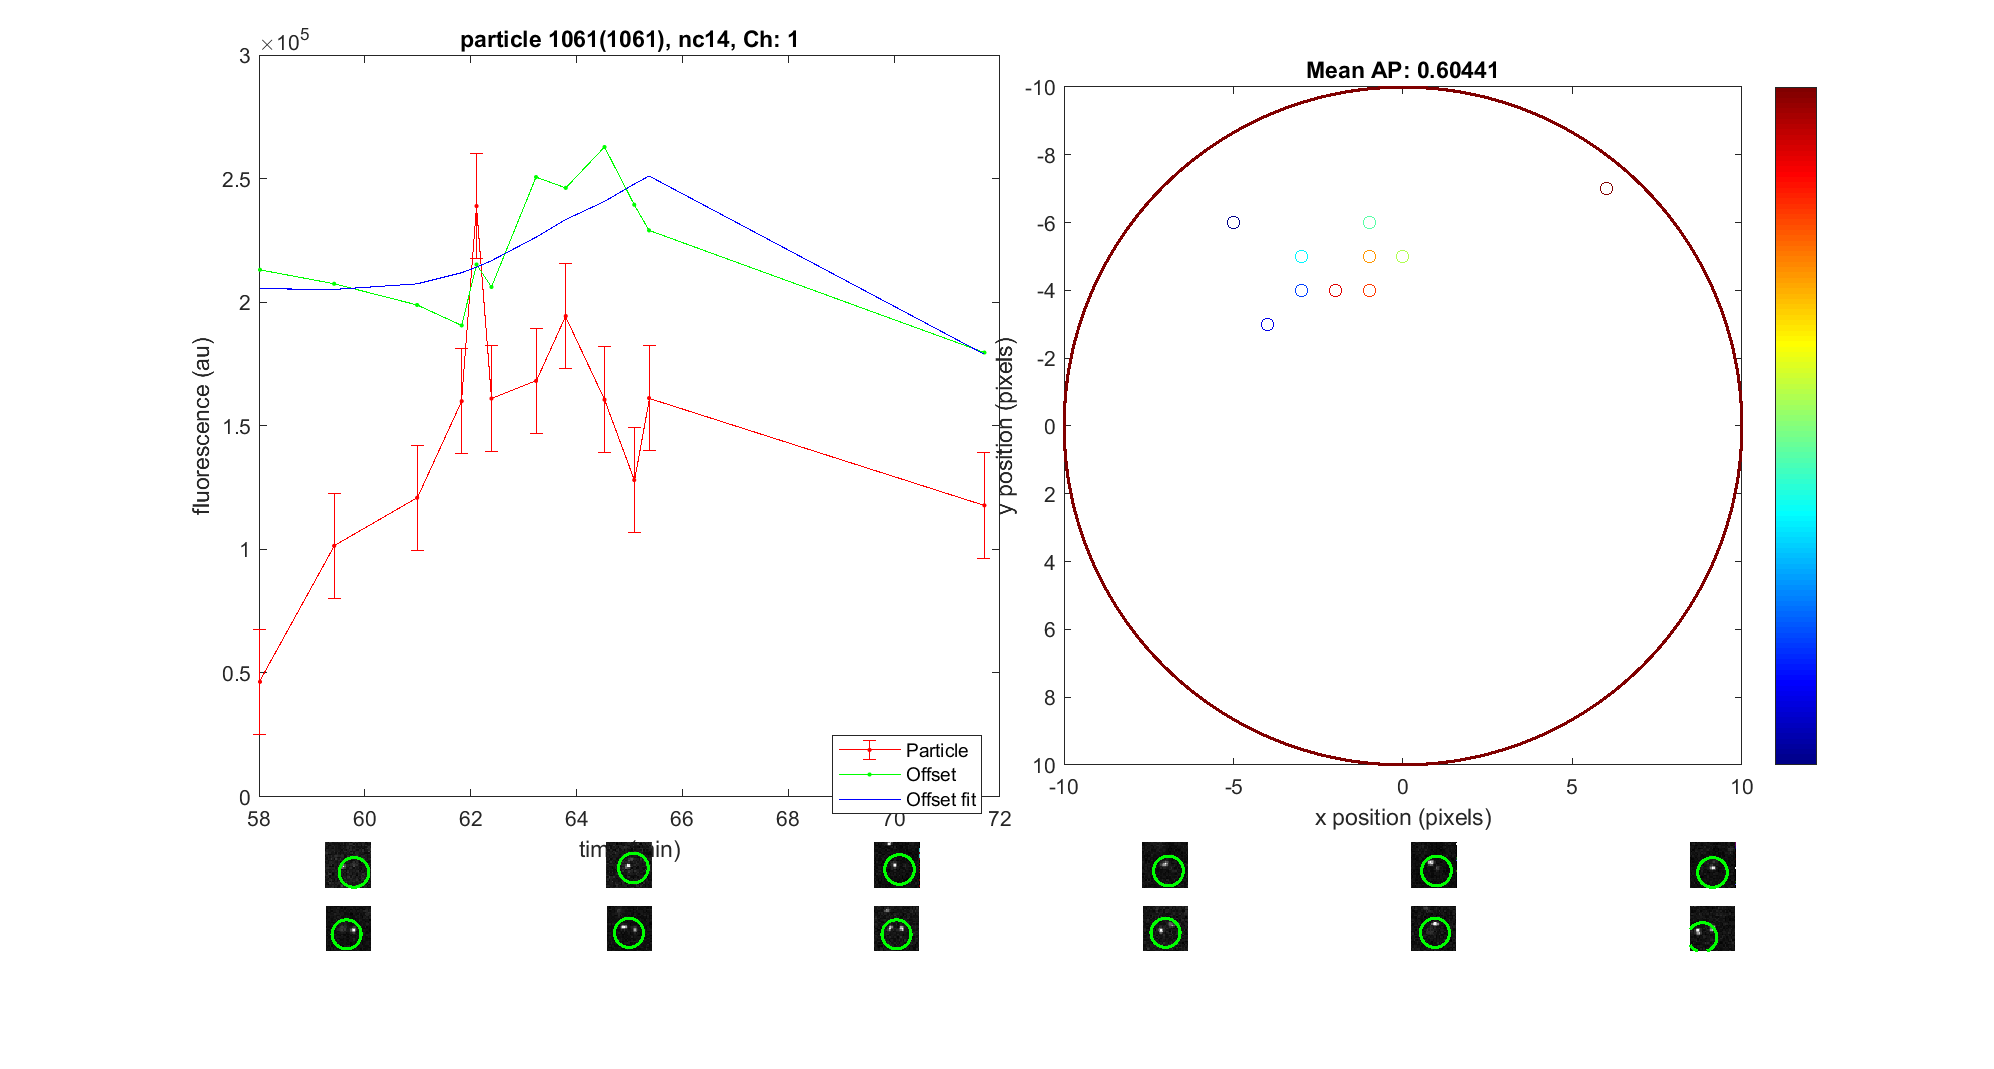 particle 1061(1061), nc14, Ch: 1
×10^5
3
2.5
2
1.5
1
0.5
0
fluorescence (au)
58 60 62 64 66 68 70 72
Particle
Offset
Offset fit
Mean AP: 0.60441
-10
-8
-6
-4
-2
0
2
4
6
8
10
y position (pixels)
-10 -5 0 5 10
x position (pixels)